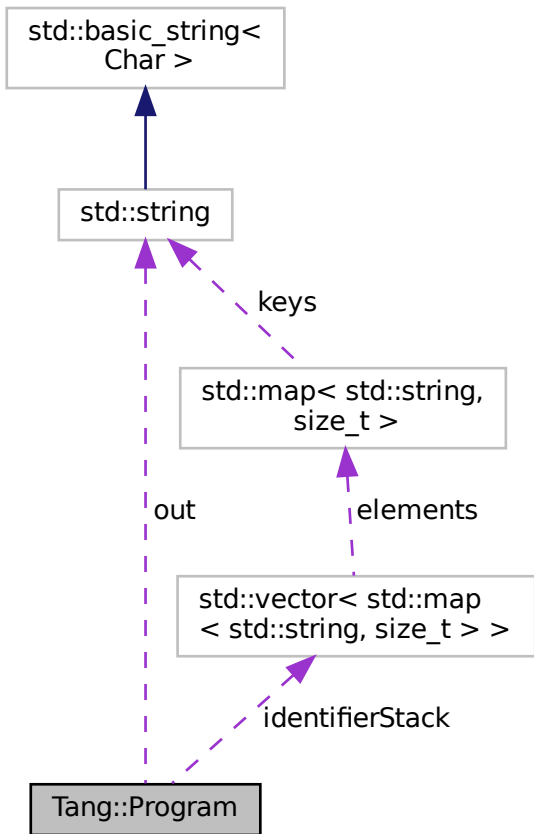 std::basic_string<
Char >
std::string
keys
std::map< std::string,
size_t >
out
elements
std::vector< std::map
< std::string, size_t > >
identifierStack
Tang::Program